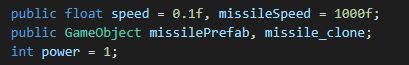 public float speed = 0.1f, missileSpeed = 1000f;
public GameObject missilePrefab, missile_clone;
int power = 1;